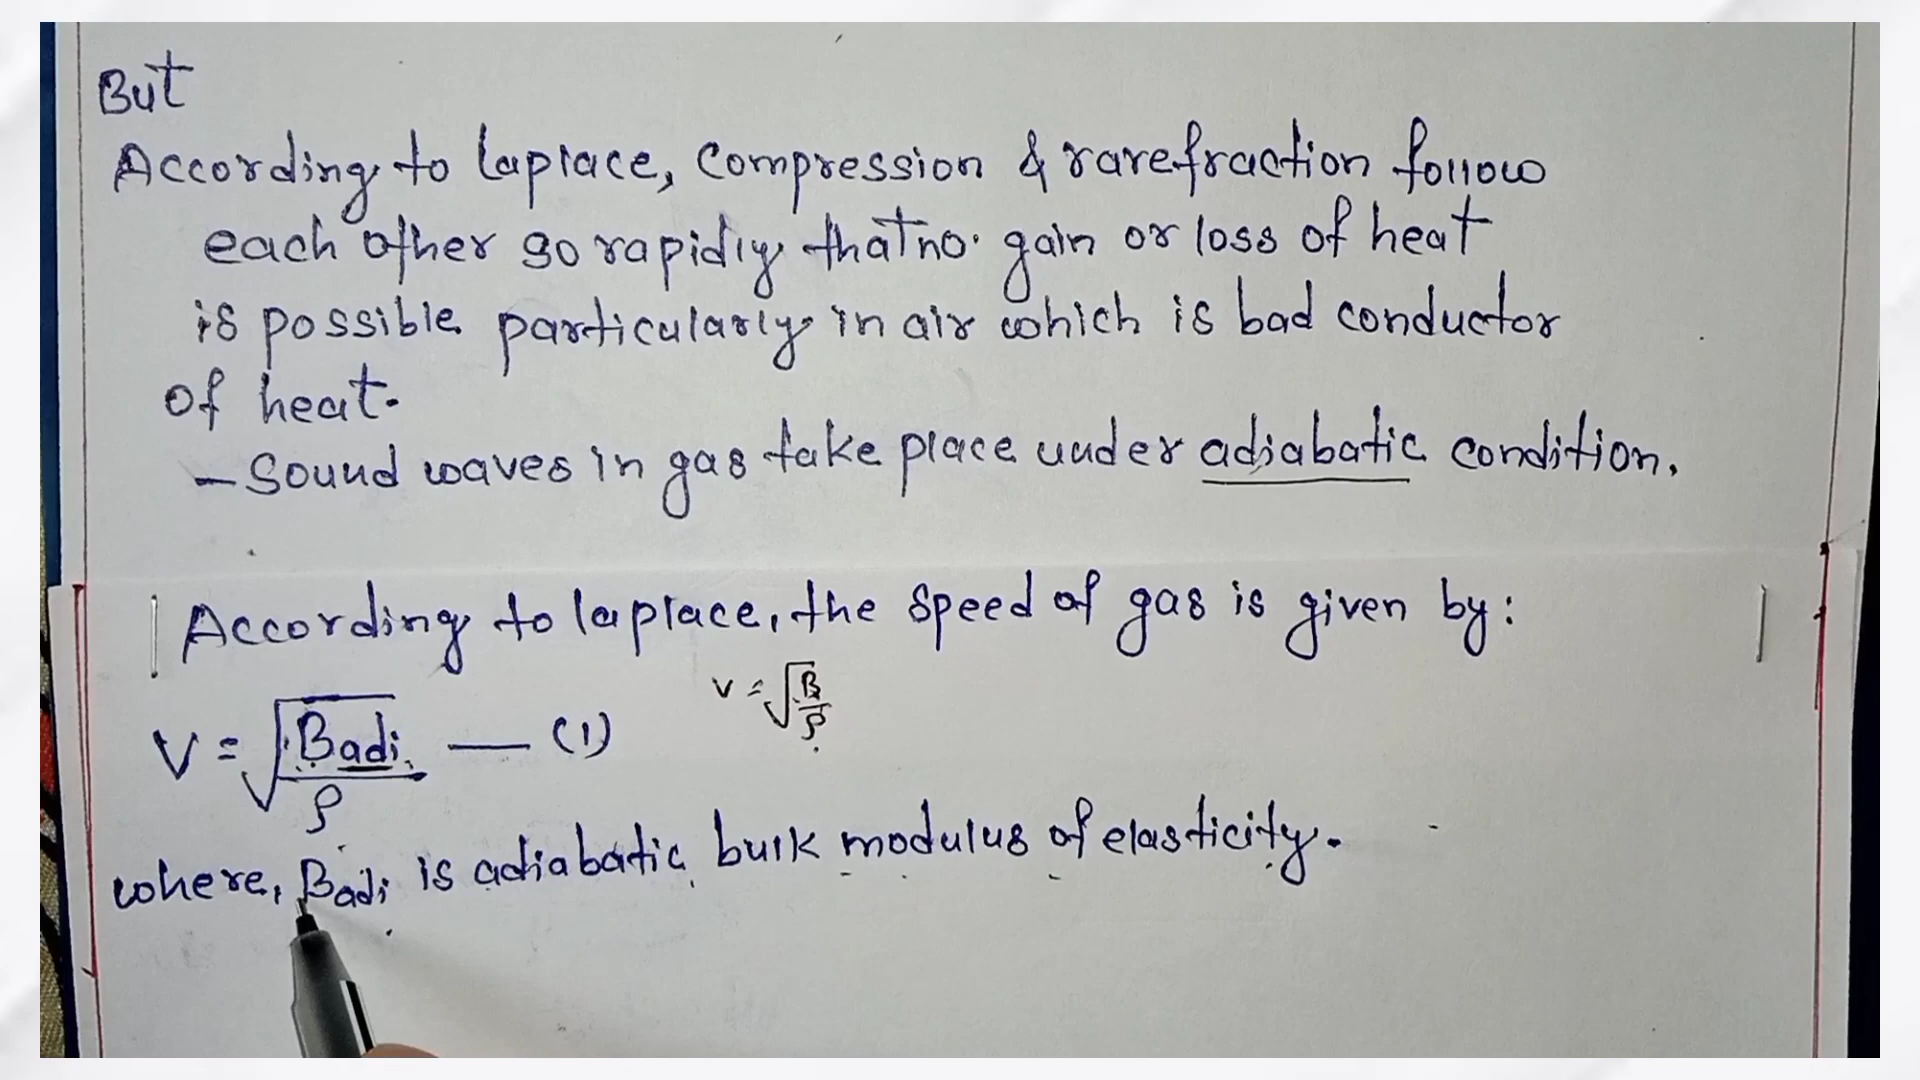 But
According to laplace, compression & rarefraction follow
each other so rapidly that no gain or loss of heat
is possible particularly in air which is bad conductor
of heat.
- Sound waves in gas take place under adiabatic condition.
According to laplace, the speed of gas is given by:
v = √B/ρ
V = √Badi/ρ — (1)
where, Badi is adiabatic bulk modulus of elasticity.